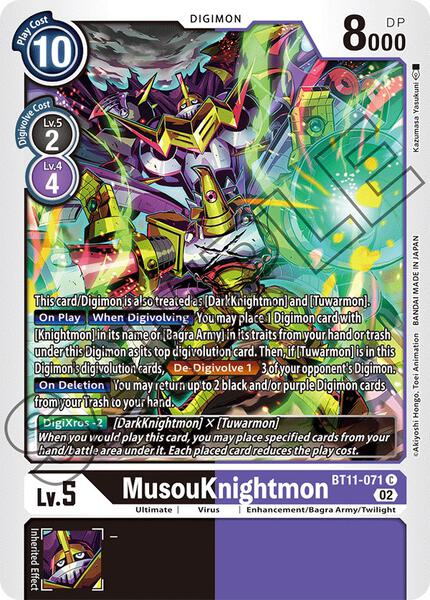 Play Cost
10
DIGIMON
DP
8000
Digivolve Cost
Lv.5
2
Lv.4
4
Kazumasa Yasukuni
©Akiyoshi Hongo, Toei Animation BANDAI MADE IN JAPAN
SAMPLE
This card/Digimon is also treated as [DarkKnightmon] and [Tuwarmon].
On Play When Digivolving You may place 1 Digimon card with
[Knightmon] in its name or [Bagra Army] in its traits from your hand or trash
under this Digimon as its top digivolution card. Then, if [Tuwarmon] is in this
Digimon's digivolution cards, De-Digivolve 1 3 of your opponent's Digimon.
On Deletion You may return up to 2 black and/or purple Digimon cards
from your Trash to your hand.
DigiXros -2 [DarkKnightmon] × [Tuwarmon]
When you would play this card, you may place specified cards from your
hand/battle area under it. Each placed card reduces the play cost.
Lv.5
MusouKnightmon
BT11-071 C
02
Ultimate | Virus | Enhancement/Bagra Army/Twilight
Inherited Effect
–